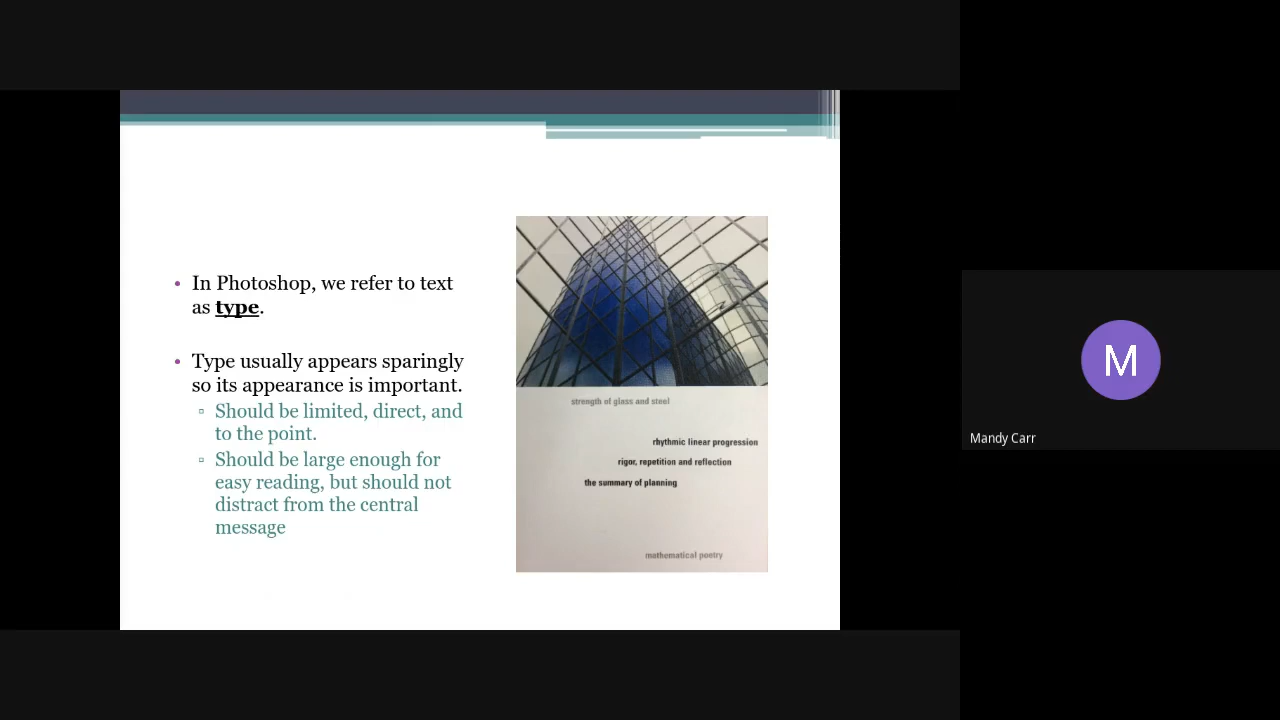 • In Photoshop, we refer to text
as type.
• Type usually appears sparingly
so its appearance is important.
▫ Should be limited, direct, and
to the point.
▫ Should be large enough for
easy reading, but should not
distract from the central
message
strength of glass and steel
rhythmic linear progression
rigor, repetition and reflection
the summary of planning
mathematical poetry
M
Mandy Carr